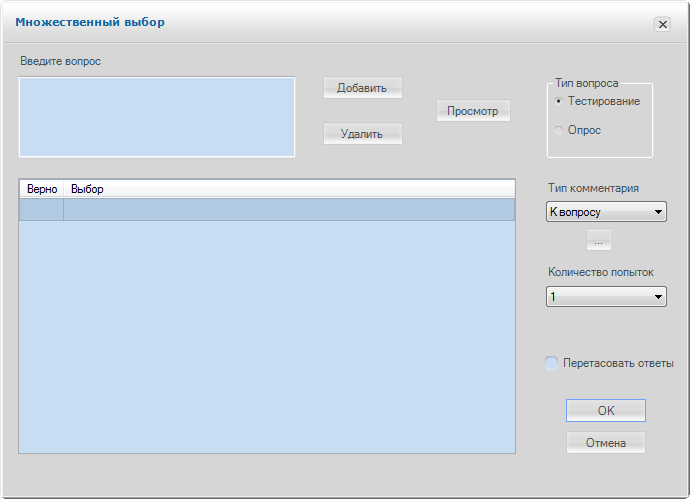 Множественный выбор
Введите вопрос
Добавить
Удалить
Просмотр
Тип вопроса
Тестирование
Опрос
Верно Выбор
Тип комментария
К вопросу
...
Количество попыток
1
Перетасовать ответы
OK
Отмена